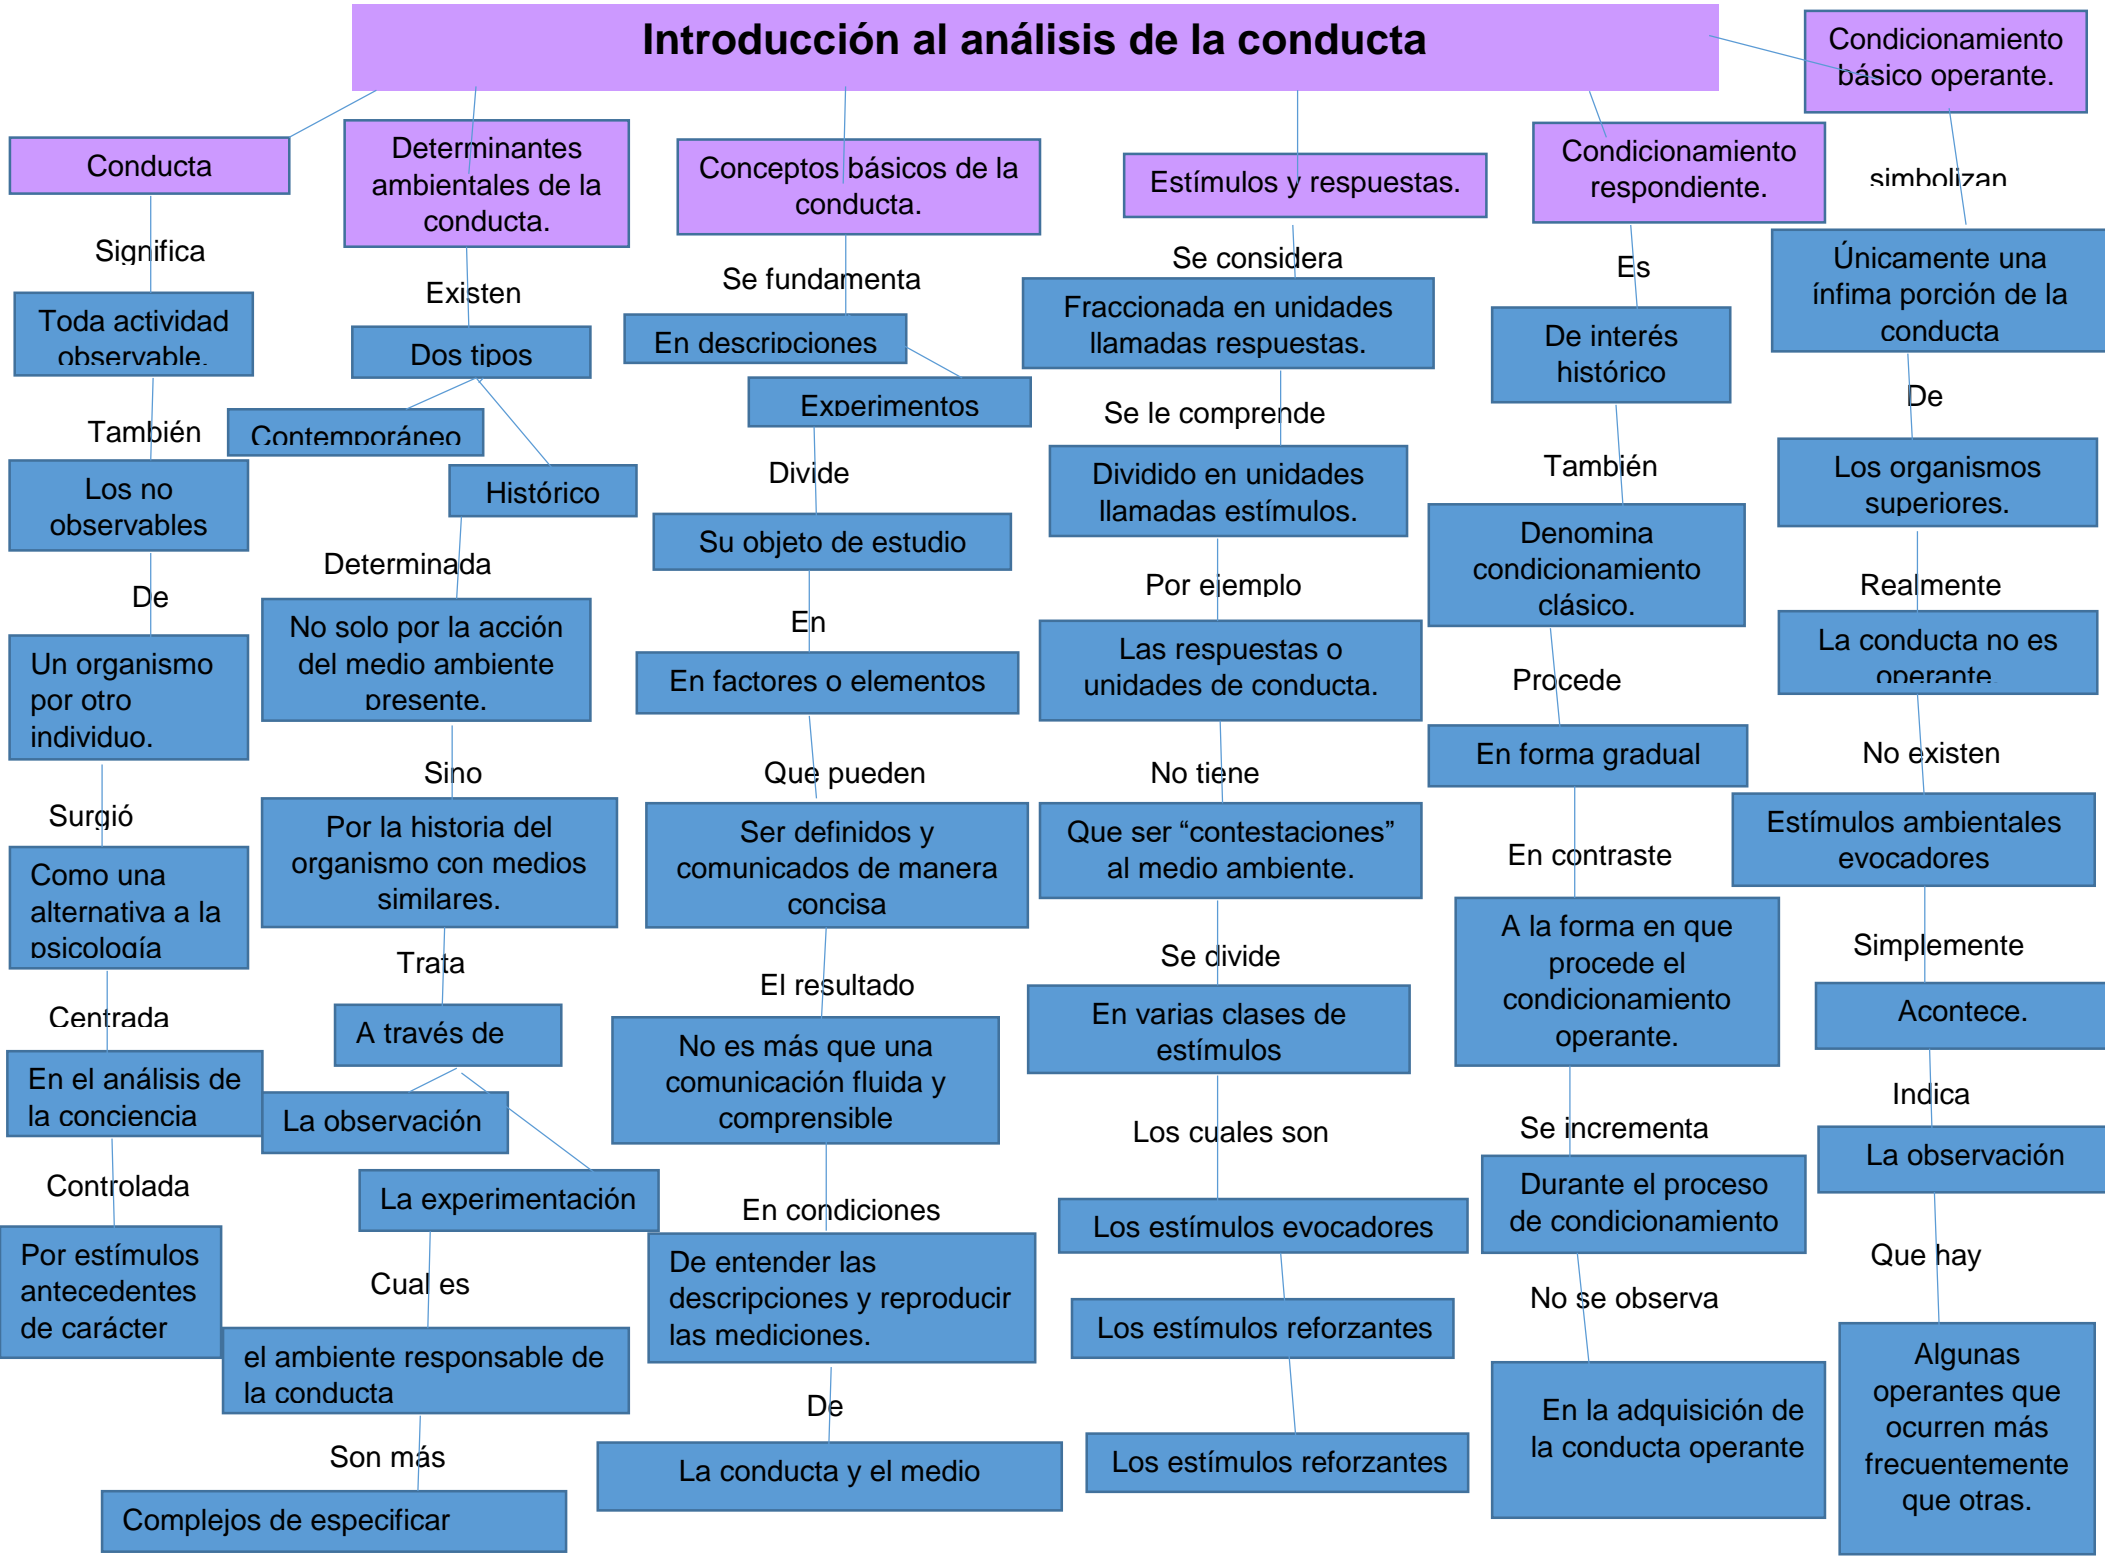 Introducción al análisis de la conducta
Conducta
Significa
Toda actividad
observable.
También
Los no
observables
De
Un organismo
por otro
individuo.
Surgió
Como una
alternativa a la
psicología
Centrada
En el análisis de
la conciencia
Controlada
Por estímulos
antecedentes
de carácter
Determinantes
ambientales de la
conducta.
Existen
Dos tipos
Contemporáneo
Histórico
Determinada
No solo por la acción
del medio ambiente
presente.
Sino
Por la historia del
organismo con medios
similares.
Trata
A través de
La observación
La experimentación
Cual es
el ambiente responsable de
la conducta
Son más
Complejos de especificar
Conceptos básicos de la
conducta.
Se fundamenta
En descripciones
Experimentos
Divide
Su objeto de estudio
En
En factores o elementos
Que pueden
Ser definidos y
comunicados de manera
concisa
El resultado
No es más que una
comunicación fluida y
comprensible
En condiciones
De entender las
descripciones y reproducir
las mediciones.
De
La conducta y el medio
Estímulos y respuestas.
Se considera
Fraccionada en unidades
llamadas respuestas.
Se le comprende
Dividido en unidades
llamadas estímulos.
Por ejemplo
Las respuestas o
unidades de conducta.
No tiene
Que ser “contestaciones”
al medio ambiente.
Se divide
En varias clases de
estímulos
Los cuales son
Los estímulos evocadores
Los estímulos reforzantes
Los estímulos reforzantes
Condicionamiento
respondiente.
Es
De interés
histórico
También
Denomina
condicionamiento
clásico.
Procede
En forma gradual
En contraste
A la forma en que
procede el
condicionamiento
operante.
Se incrementa
Durante el proceso
de condicionamiento
No se observa
En la adquisición de
la conducta operante
Condicionamiento
básico operante.
simbolizan
Únicamente una
ínfima porción de la
conducta
De
Los organismos
superiores.
Realmente
La conducta no es
operante.
No existen
Estímulos ambientales
evocadores
Simplemente
Acontece.
Indica
La observación
Que hay
Algunas
operantes que
ocurren más
frecuentemente
que otras.